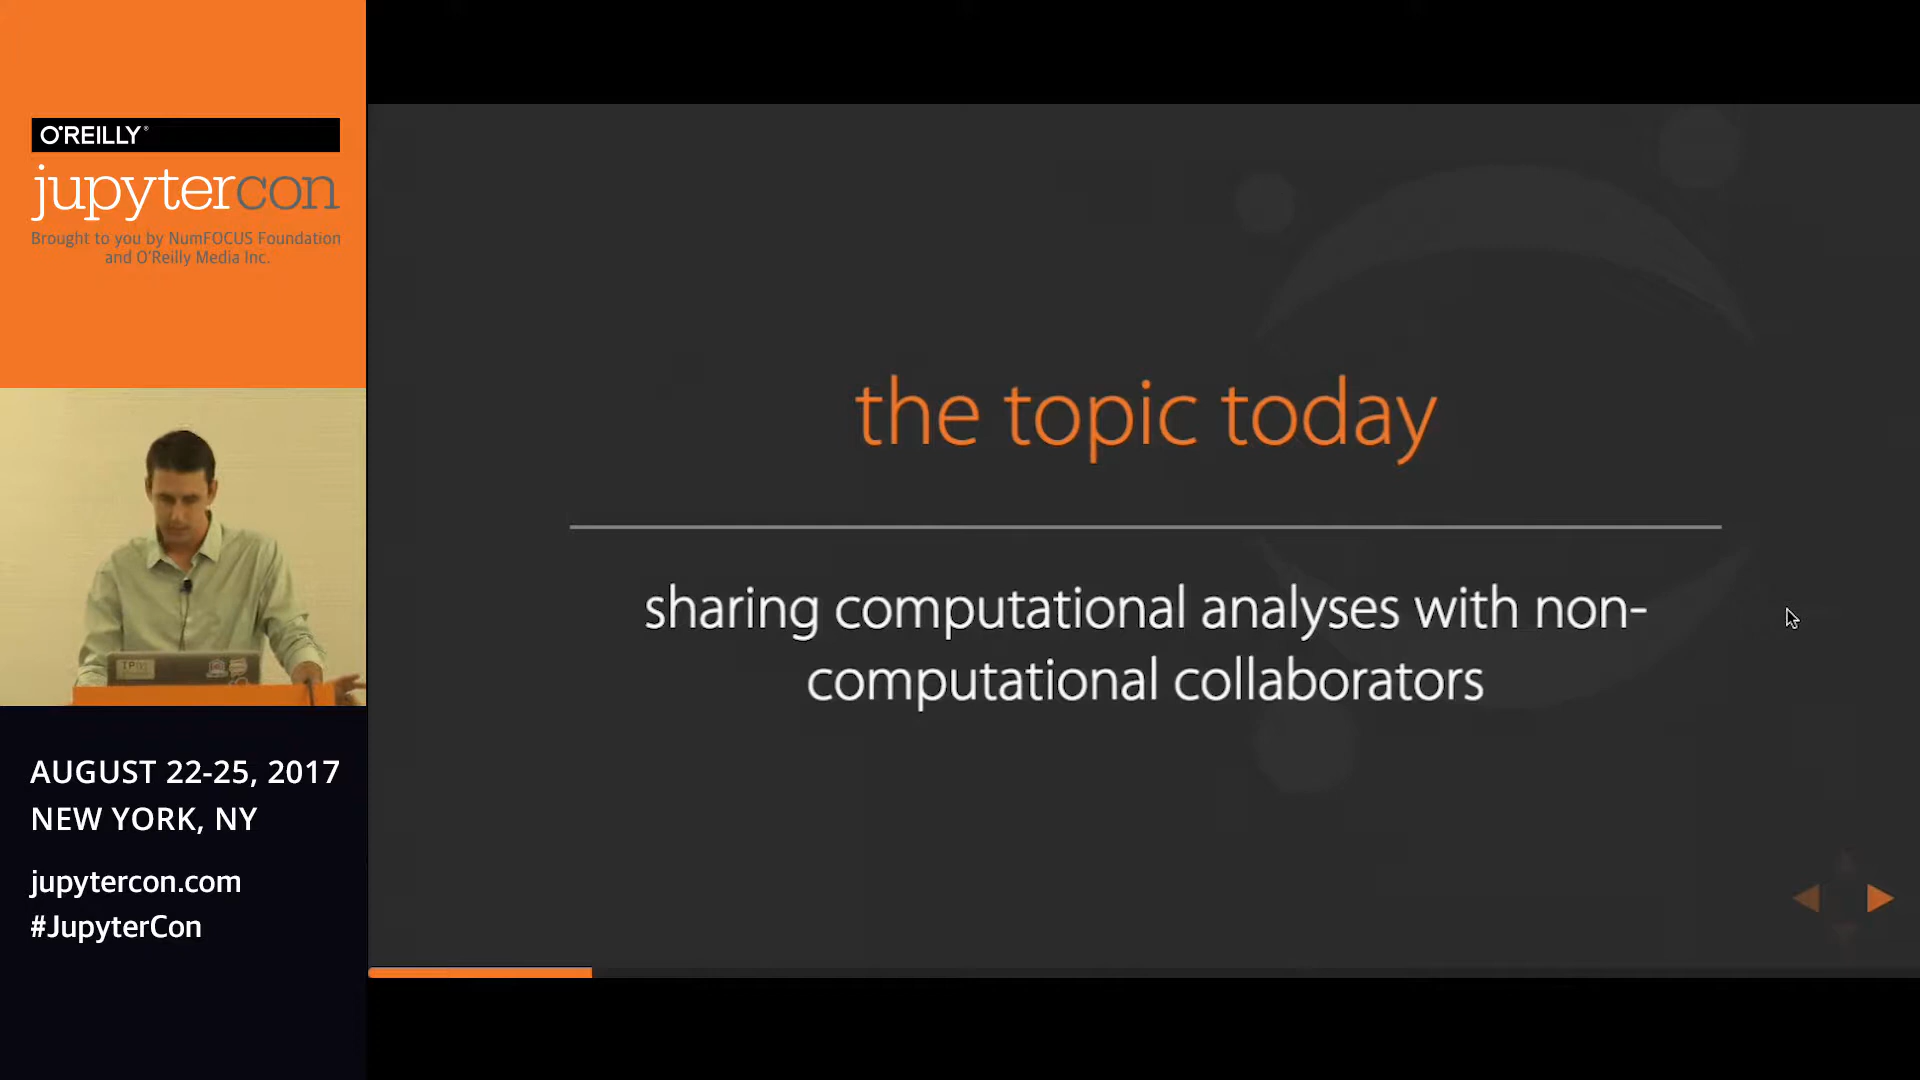 O'REILLY®
jupytercon
Brought to you by NumFOCUS Foundation
and O'Reilly Media Inc.
AUGUST 22-25, 2017
NEW YORK, NY
jupytercon.com
#JupyterCon
the topic today
sharing computational analyses with non-
computational collaborators